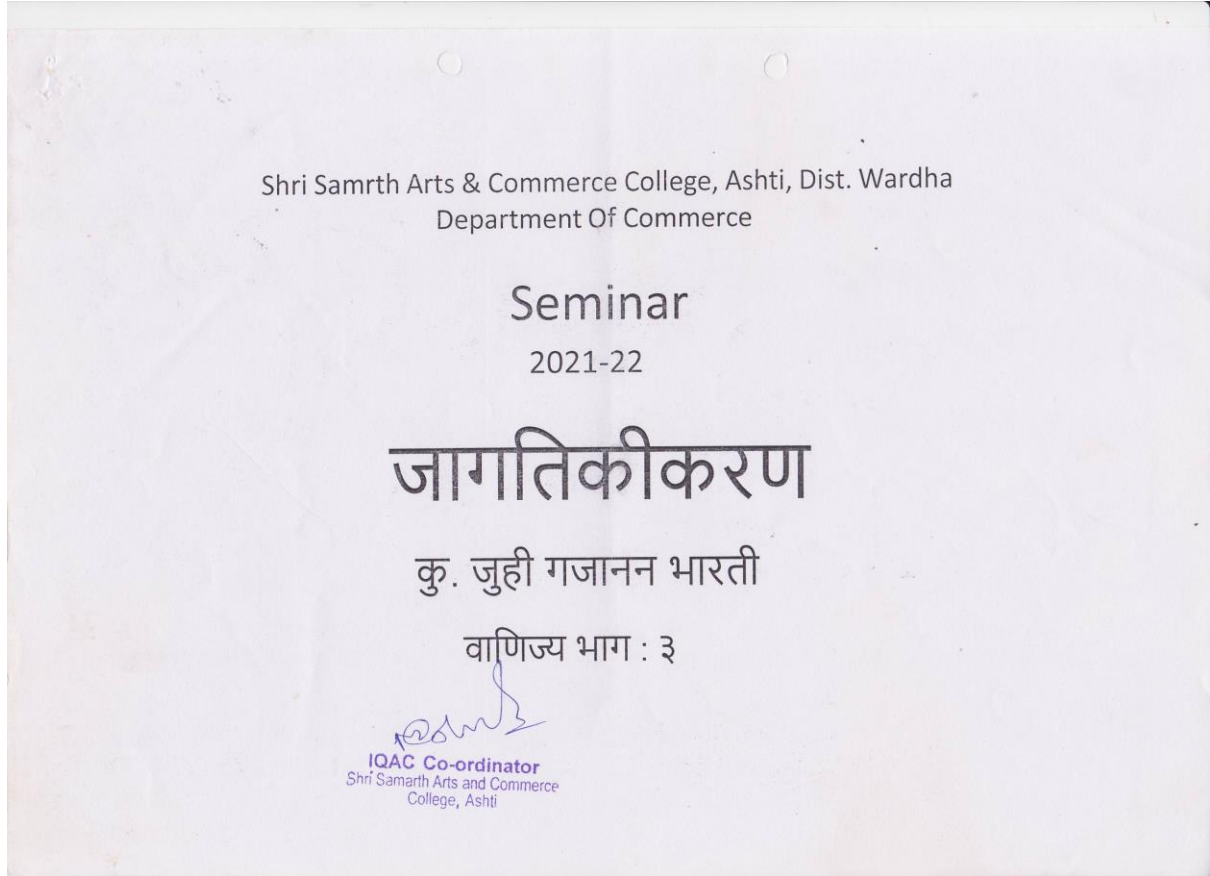 Shri Samrth Arts & Commerce College, Ashti, Dist. Wardha
Department Of Commerce
Seminar
2021-22
जागतिकीकरण
कु. जुही गजानन भारती
वाणिज्य भाग : ३
IQAC Co-ordinator
Shri Samarth Arts and Commerce
College, Ashti